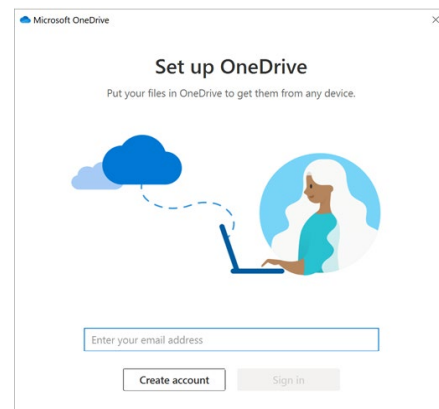 Microsoft OneDrive
Set up OneDrive
Put your files in OneDrive to get them from any device.
Enter your email address
Create account
Sign in